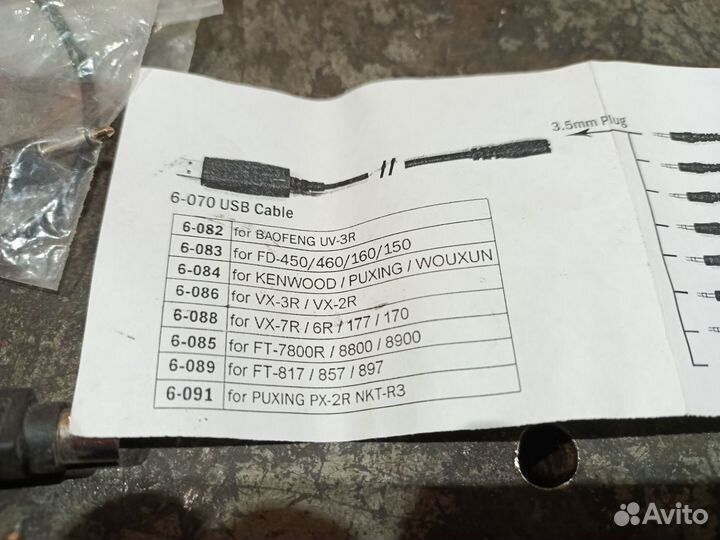 3.5mm Plug
6-070 USB Cable
6-082 for BAOFENG UV-3R
6-083 for FD-450/460/160/150
6-084 for KENWOOD / PUXING / WOUXUN
6-086 for VX-3R / VX-2R
6-088 for VX-7R / 6R / 177 / 170
6-085 for FT-7800R / 8800 / 8900
6-089 for FT-817 / 857 / 897
6-091 for PUXING PX-2R NKT-R3
Avito